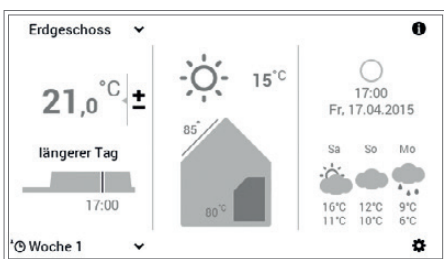 Erdgeschoss
21,0 °C ±
längerer Tag
17:00
Woche 1
15°C
85°
00°C
17:00
Fr, 17.04.2015
Sa So Mo
16°C 12°C 9°C
11°C 10°C 6°C